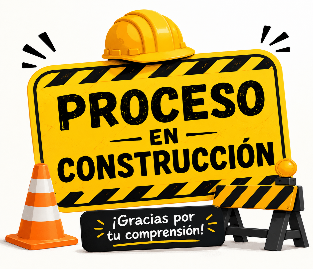 PROCESO
EN
CONSTRUCCIÓN
¡Gracias por
tu comprensión!